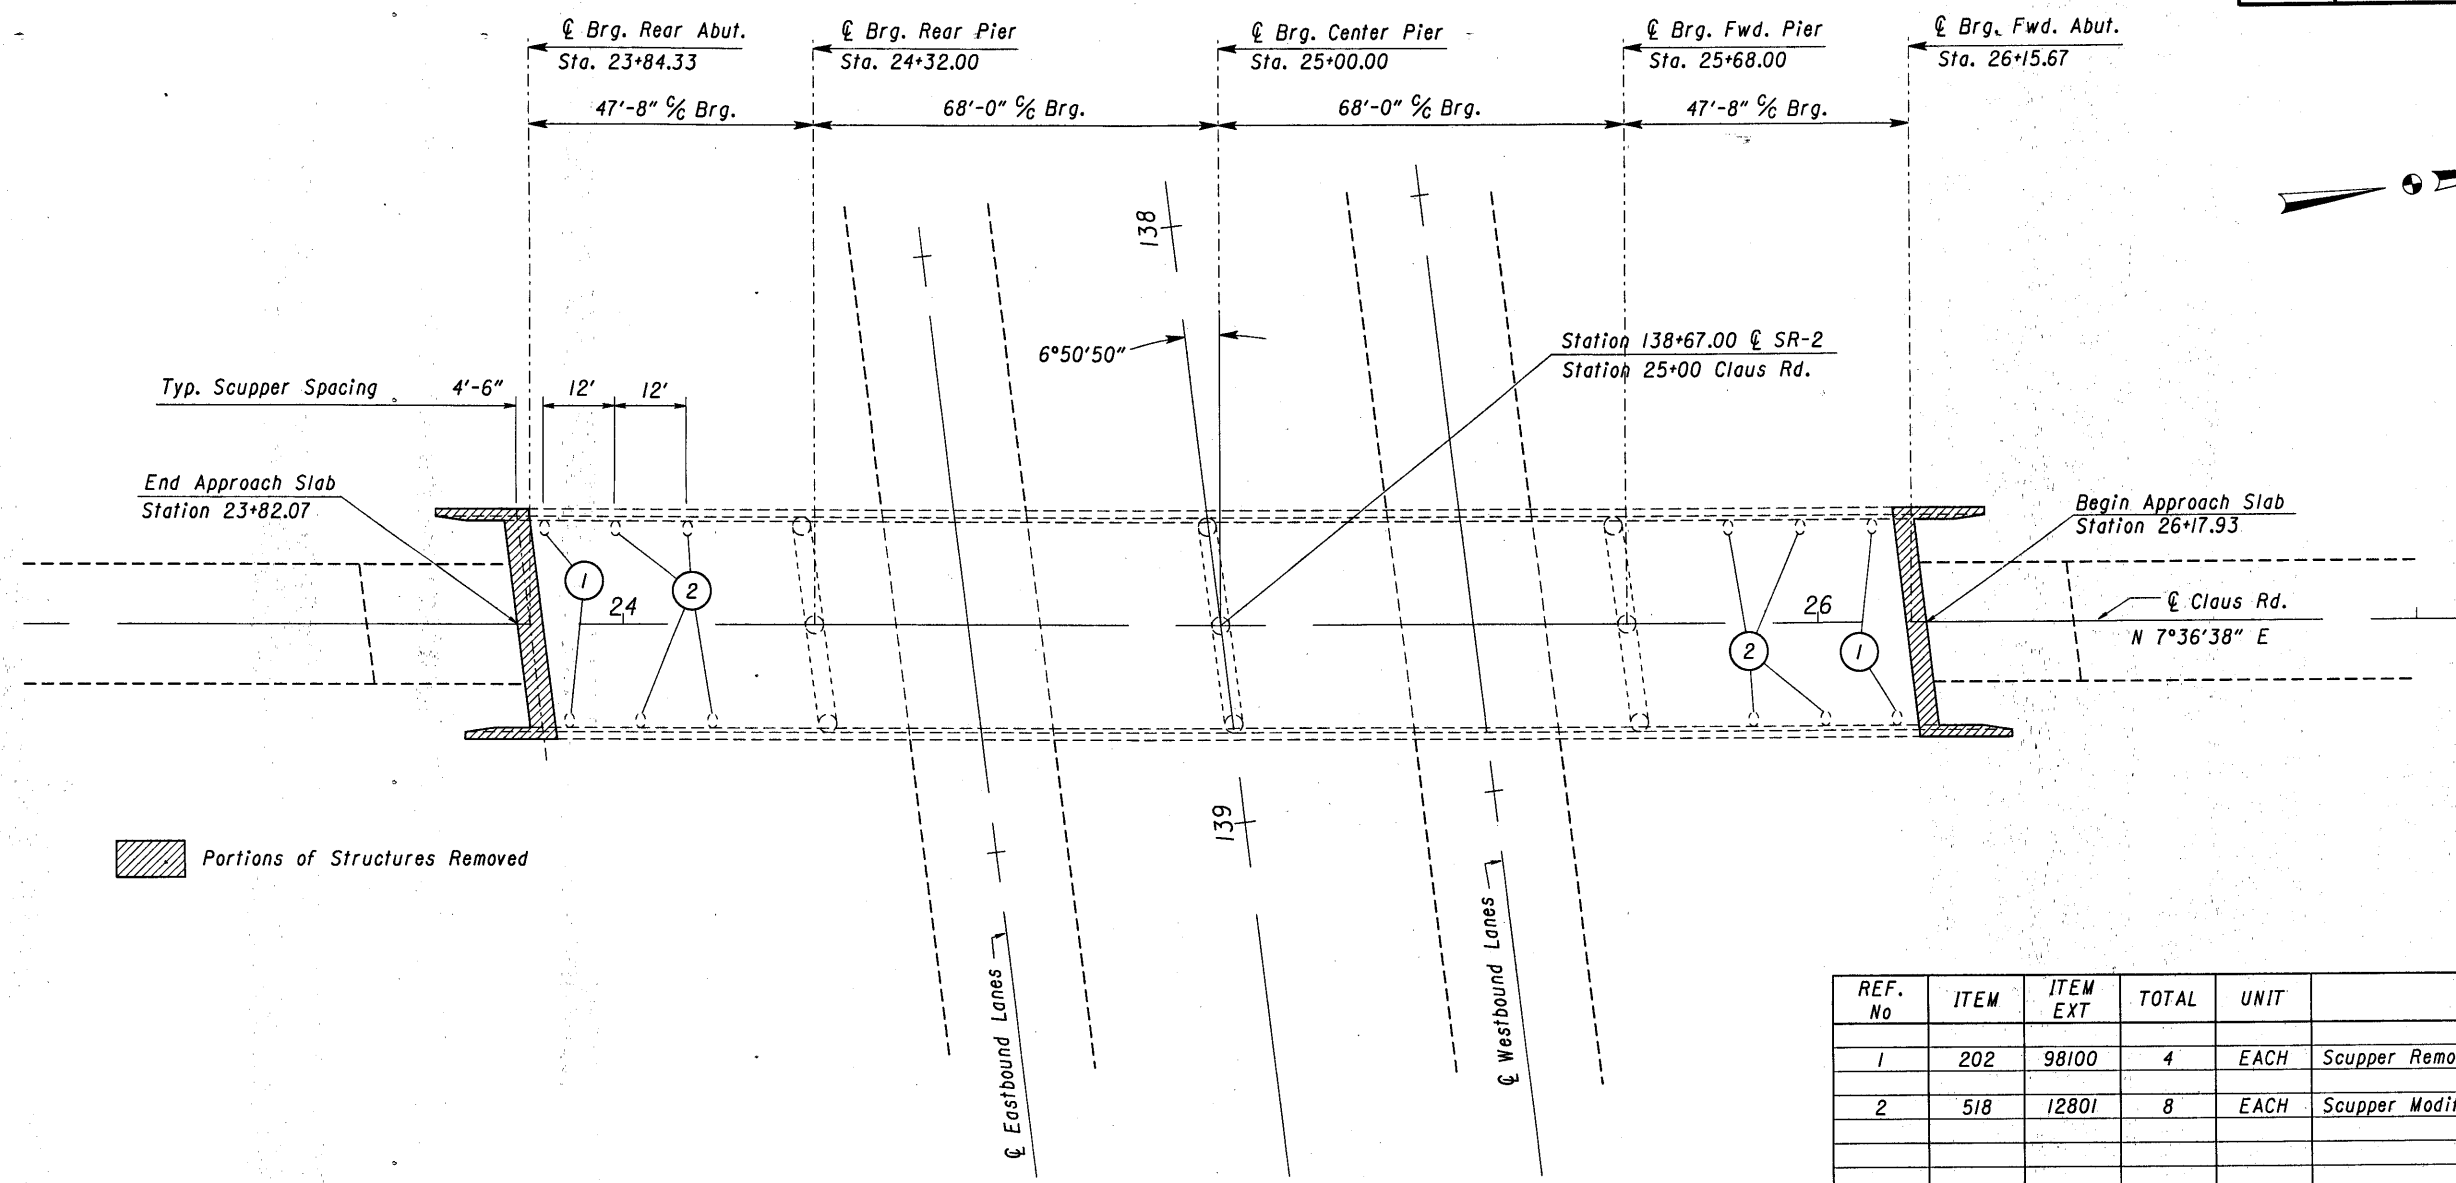 ℄ Brg. Rear Abut.
Sta. 23+84.33
℄ Brg. Rear Pier
Sta. 24+32.00
℄ Brg. Center Pier
Sta. 25+00.00
℄ Brg. Fwd. Pier
Sta. 25+68.00
℄ Brg. Fwd. Abut.
Sta. 26+15.67
47'-8" C/C Brg.
68'-0" C/C Brg.
68'-0" C/C Brg.
47'-8" C/C Brg.
138
6°50'50"
Station 138+67.00 ℄ SR-2
Station 25+00 Claus Rd.
Typ. Scupper Spacing
4'-6"
12'
12'
End Approach Slab
Station 23+82.07
Begin Approach Slab
Station 26+17.93
1
2
24
26
2
1
℄ Claus Rd.
N 7°36'38" E
139
Portions of Structures Removed
℄ Eastbound Lanes
℄ Westbound Lanes
REF. No ITEM ITEM EXT TOTAL UNIT
1 202 98100 4 EACH Scupper Remo
2 518 12801 8 EACH Scupper Modif